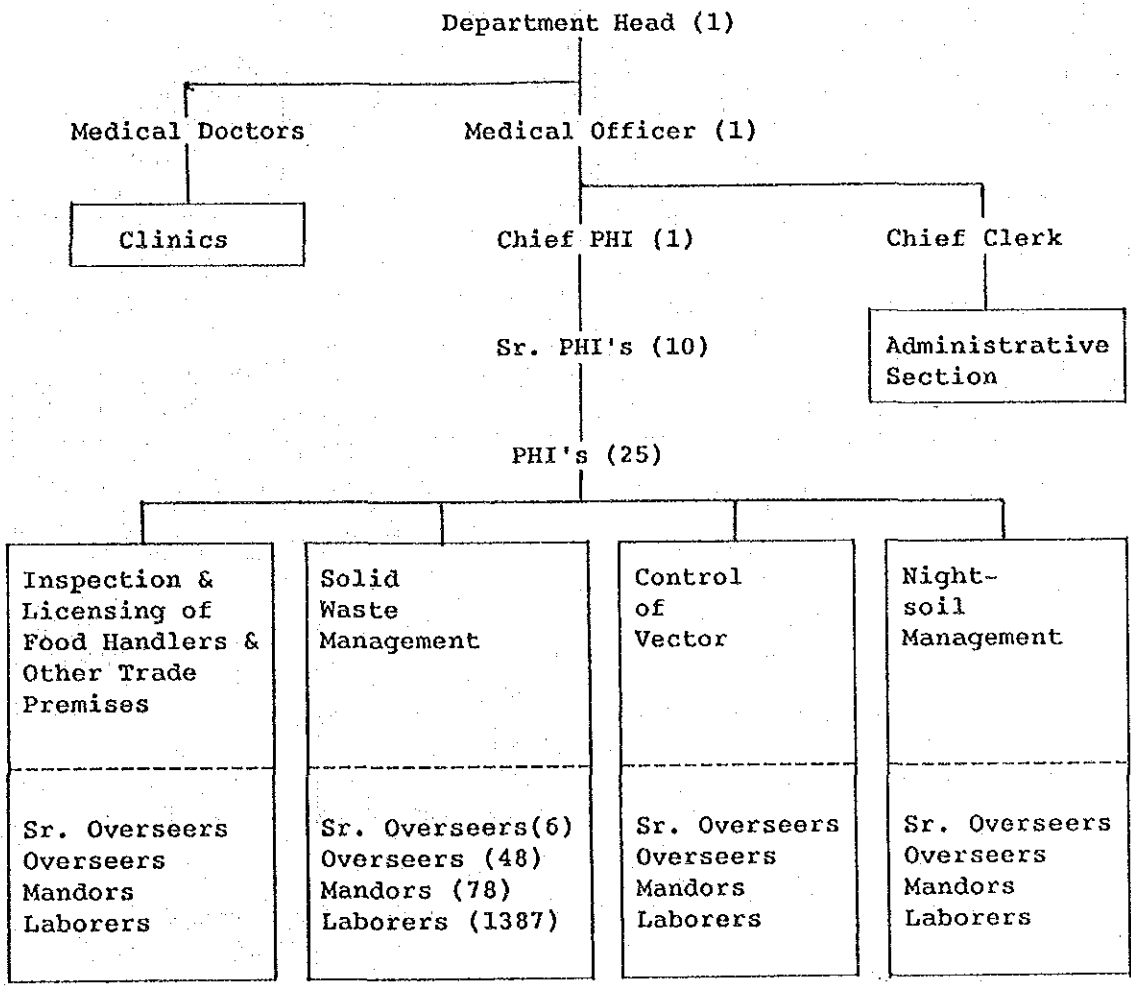 Department Head (1)
Medical Doctors
Medical Officer (1)
Clinics
Chief PHI (1)
Chief Clerk
Sr. PHI's (10)
Administrative
Section
PHI's (25)
Inspection &
Licensing of
Food Handlers &
Other Trade
Premises
Sr. Overseers
Overseers
Mandors
Laborers
Solid
Waste
Management
Sr. Overseers(6)
Overseers (48)
Mandors (78)
Laborers (1387)
Control
of
Vector
Sr. Overseers
Overseers
Mandors
Laborers
Night-
soil
Management
Sr. Overseers
Overseers
Mandors
Laborers